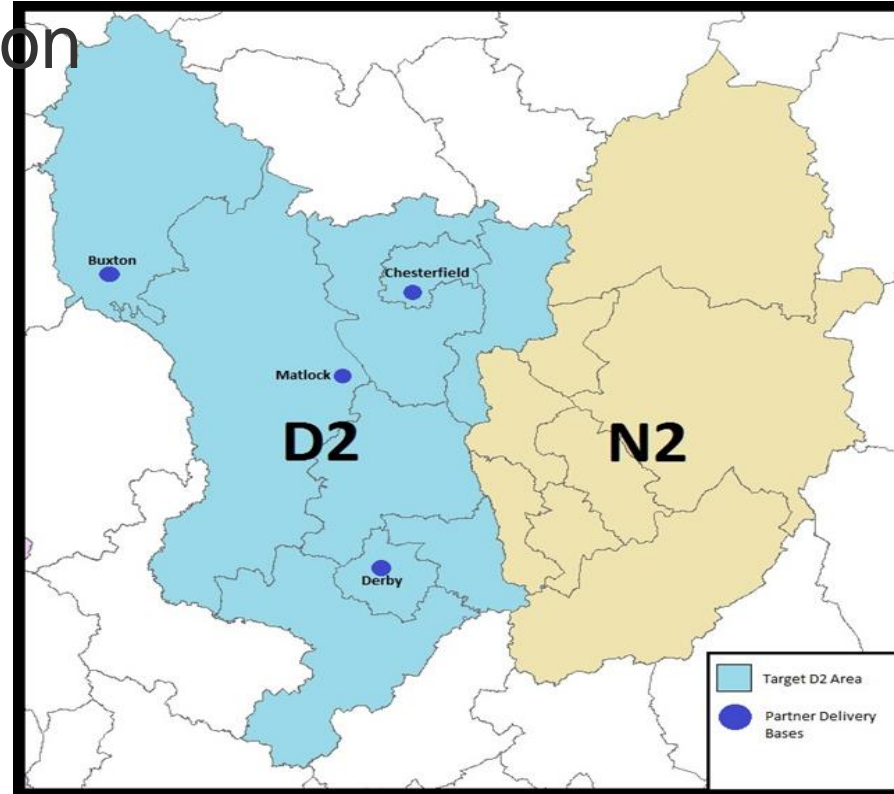 on
Buxton
Chesterfield
Matlock
D2
N2
Derby
Target D2 Area
Partner Delivery
Bases